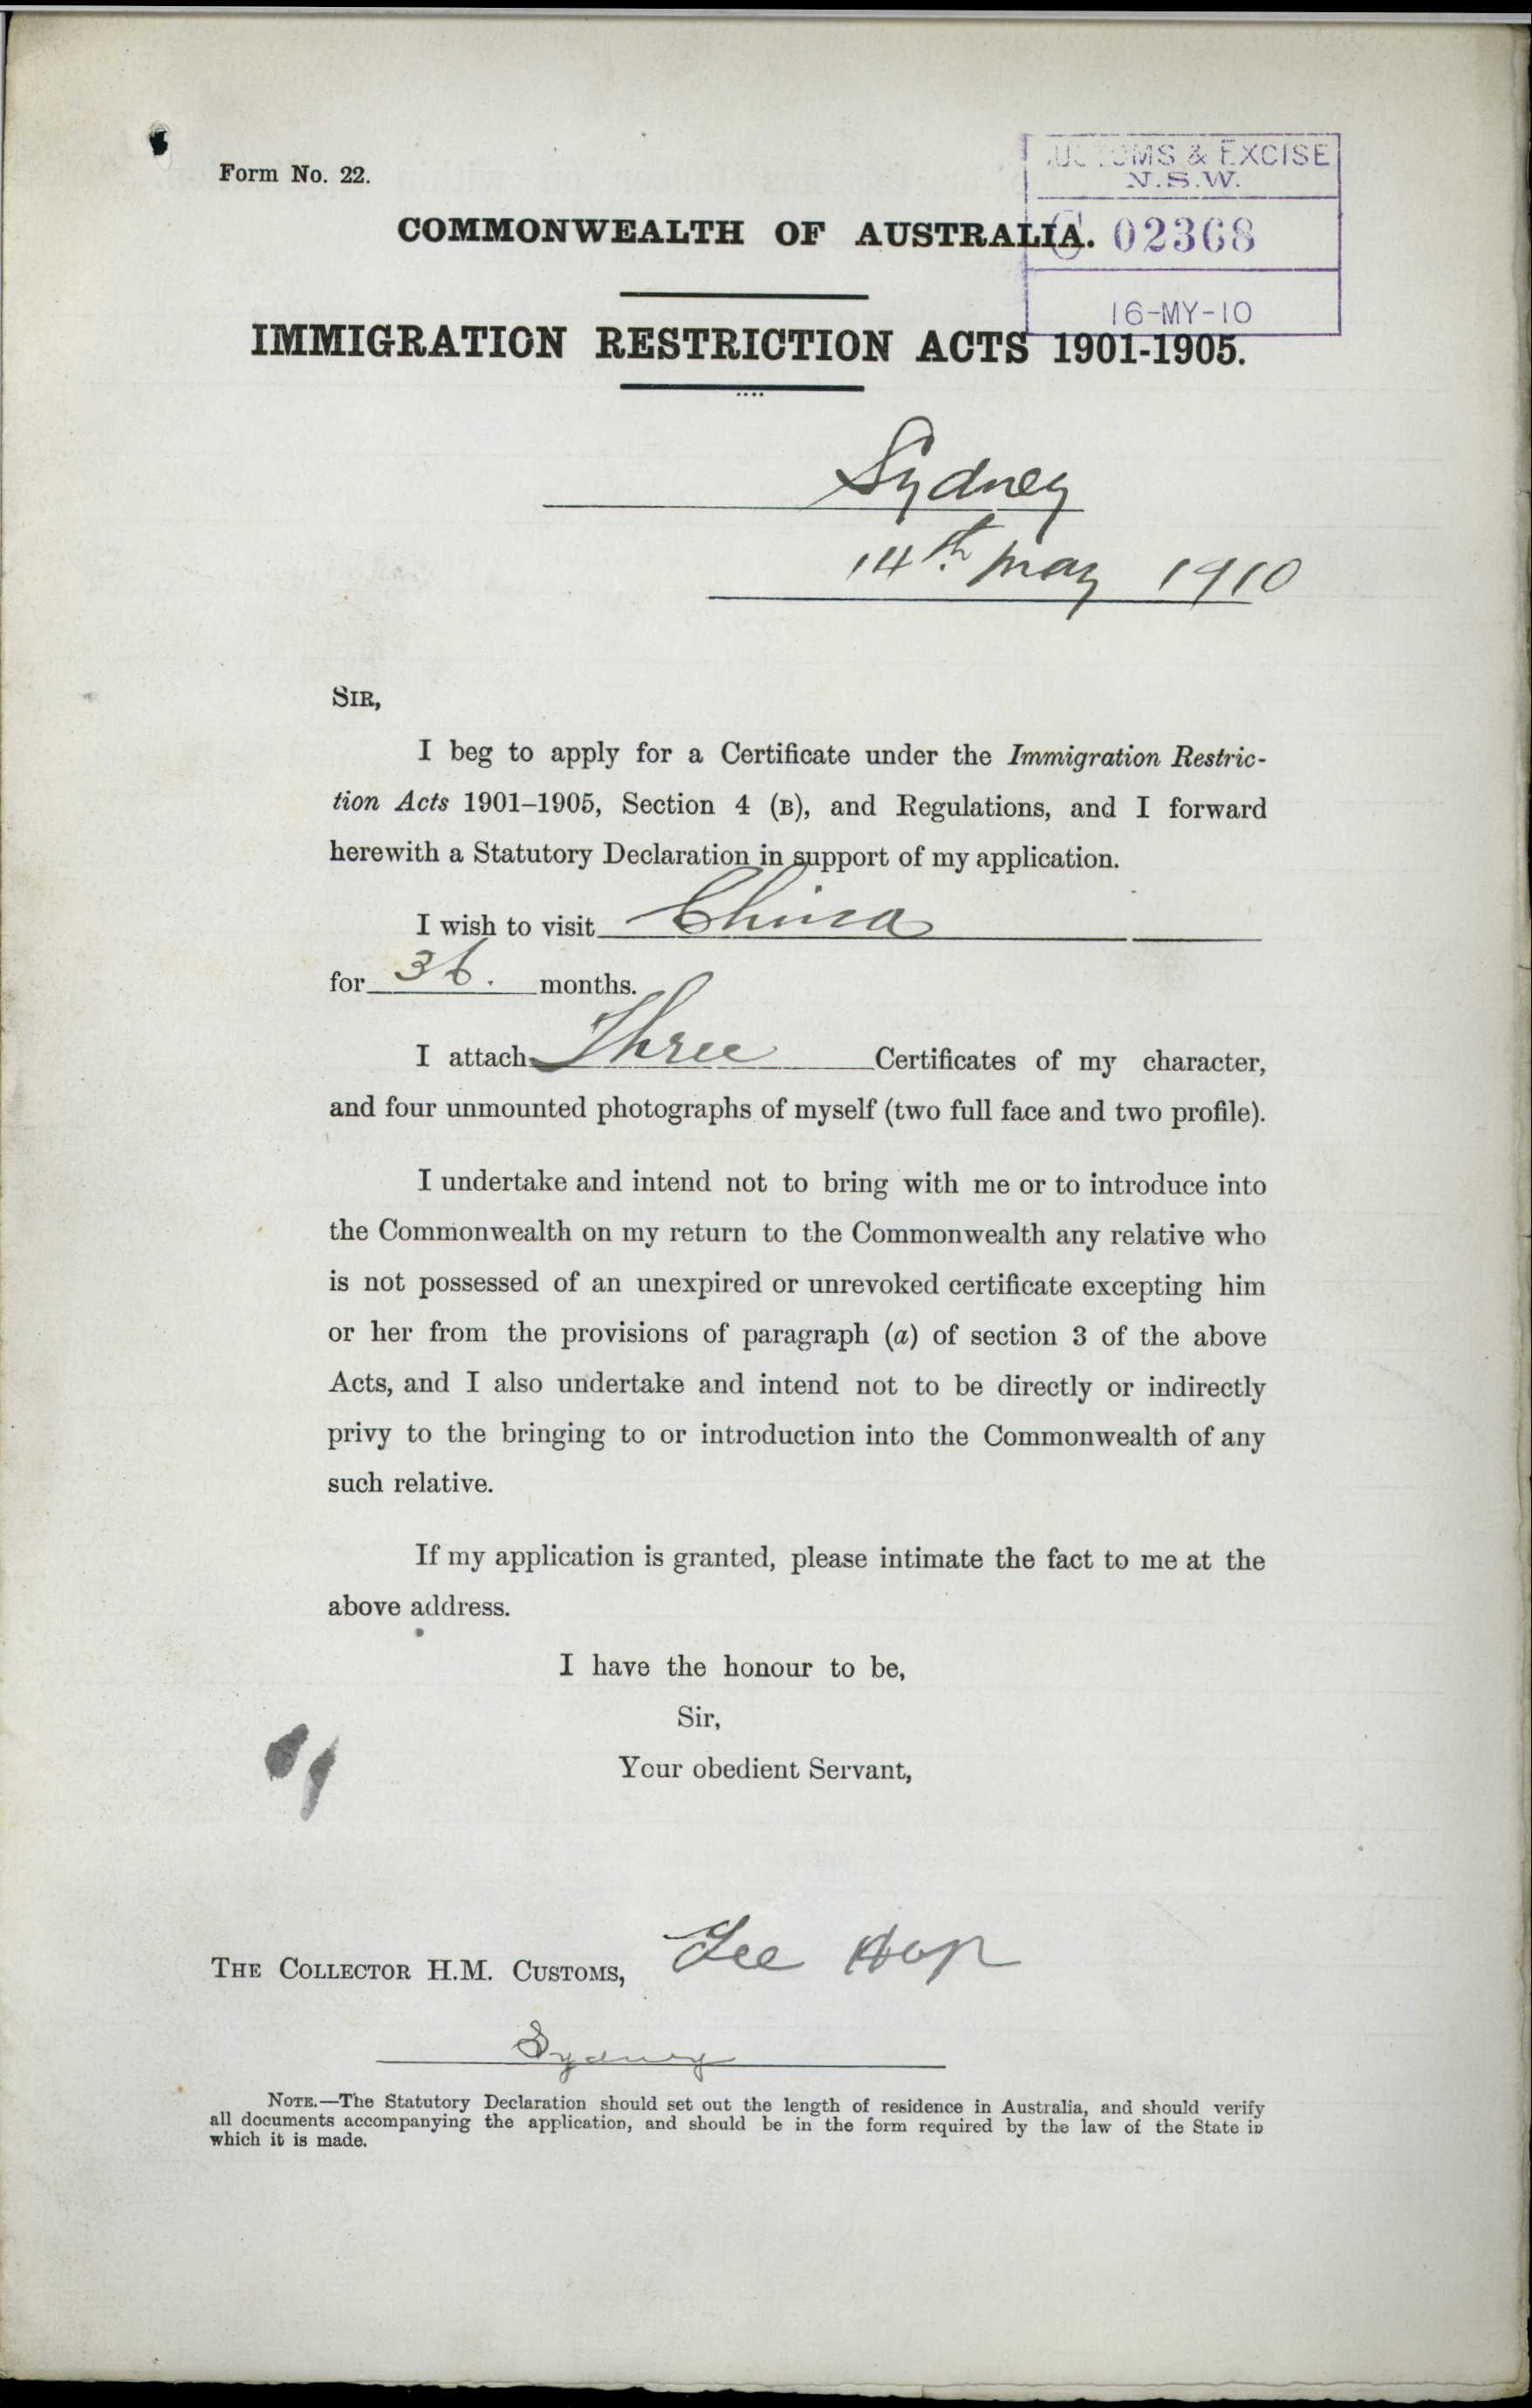 Form No. 22.
CUSTOMS & EXCISE
N.S.W.
C 02368
16-MY-10
COMMONWEALTH OF AUSTRALIA.
IMMIGRATION RESTRICTION ACTS 1901-1905.
Sydney
14th May 1910
SIR,
I beg to apply for a Certificate under the Immigration Restric-
tion Acts 1901–1905, Section 4 (B), and Regulations, and I forward
herewith a Statutory Declaration in support of my application.
I wish to visit China
for 36. months.
I attach Three Certificates of my character,
and four unmounted photographs of myself (two full face and two profile).
I undertake and intend not to bring with me or to introduce into
the Commonwealth on my return to the Commonwealth any relative who
is not possessed of an unexpired or unrevoked certificate excepting him
or her from the provisions of paragraph (a) of section 3 of the above
Acts, and I also undertake and intend not to be directly or indirectly
privy to the bringing to or introduction into the Commonwealth of any
such relative.
If my application is granted, please intimate the fact to me at the
above address.
I have the honour to be,
Sir,
Your obedient Servant,
THE COLLECTOR H.M. CUSTOMS, Lee Hop
Sydney
NOTE.—The Statutory Declaration should set out the length of residence in Australia, and should verify
all documents accompanying the application, and should be in the form required by the law of the State in
which it is made.